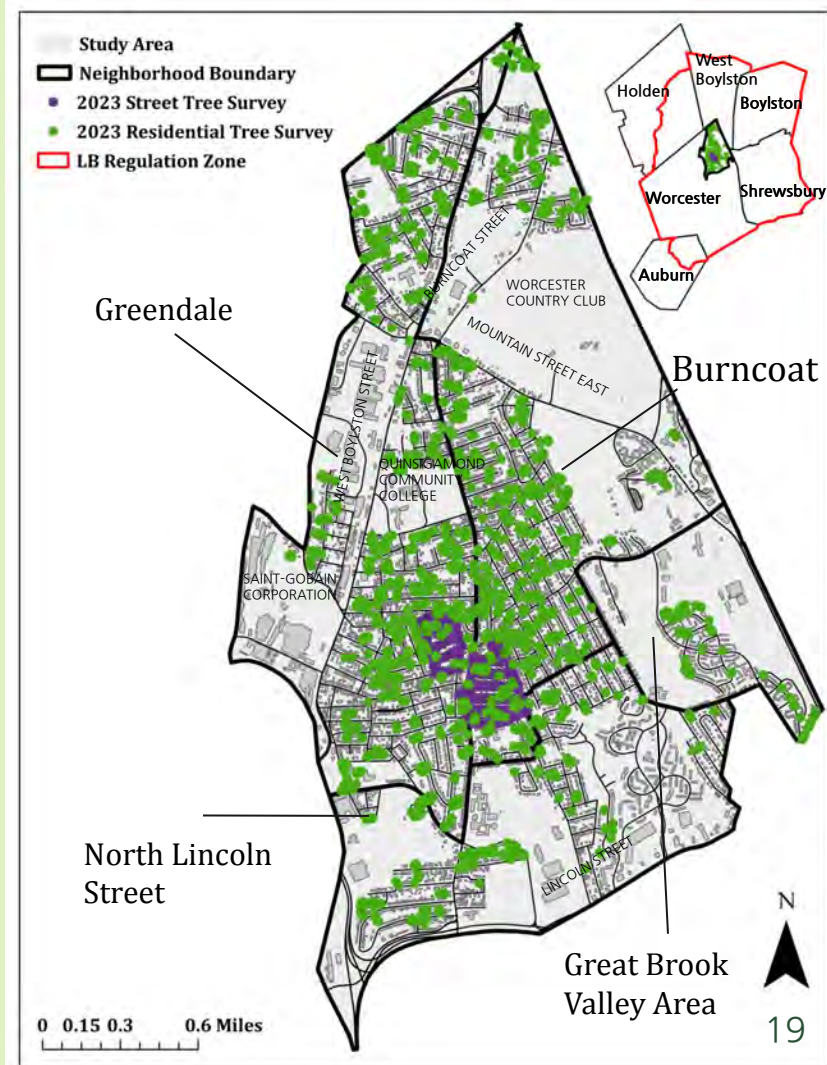 Study Area
Neighborhood Boundary
2023 Street Tree Survey
2023 Residential Tree Survey
LB Regulation Zone
Holden
West
Boylston
Boylston
Worcester
Shrewsbury
Auburn
Greendale
BURNCOAT STREET
WORCESTER
COUNTRY CLUB
MOUNTAIN STREET EAST
Burncoat
WEST BOYLSTON STREET
QUINSIGAMOND
COMMUNITY
COLLEGE
SAINT-GOBAIN
CORPORATION
North Lincoln
Street
LINCOLN STREET
Great Brook
Valley Area
N
0 0.15 0.3 0.6 Miles
19